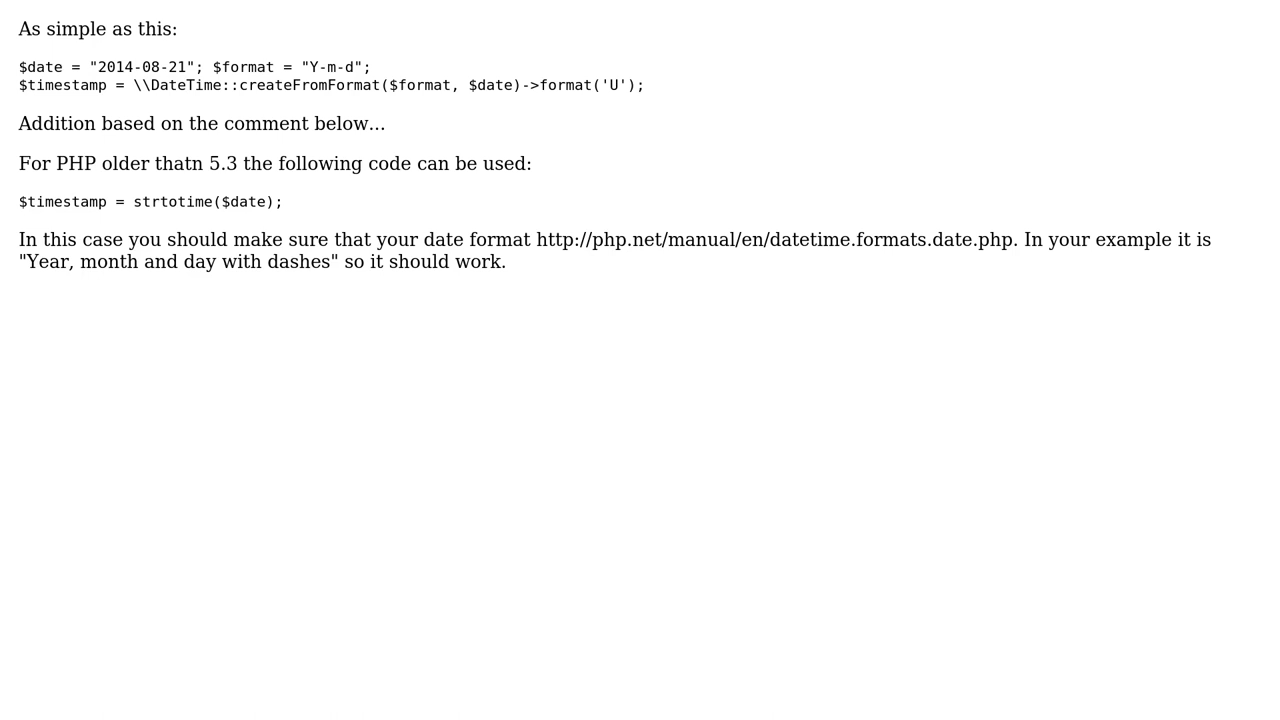 As simple as this:
$date = "2014-08-21"; $format = "Y-m-d";
$timestamp = \\DateTime::createFromFormat($format, $date)->format('U');
Addition based on the comment below...
For PHP older thatn 5.3 the following code can be used:
$timestamp = strtotime($date);
In this case you should make sure that your date format http://php.net/manual/en/datetime.formats.date.php. In your example it is
"Year, month and day with dashes" so it should work.